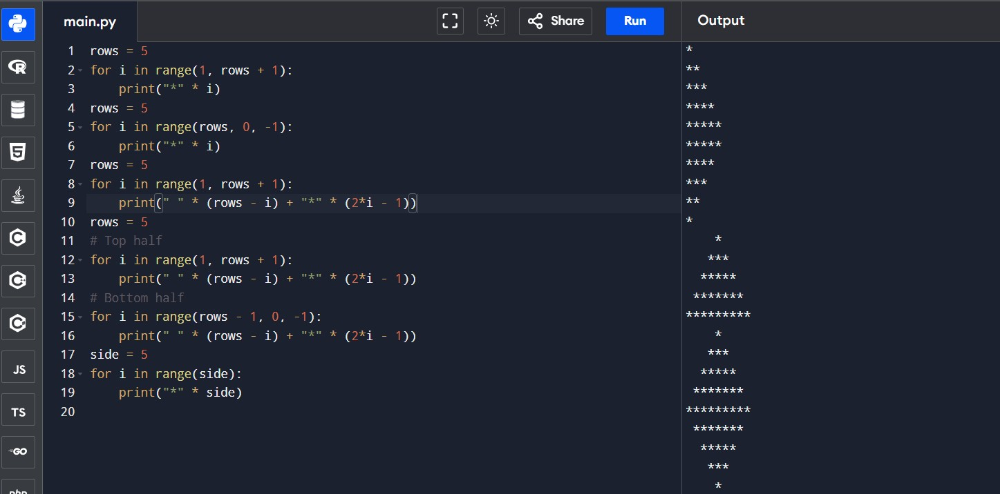 main.py
Share
Run
Output
1 rows = 5
2 for i in range(1, rows + 1):
3     print("*" * i)
4 rows = 5
5 for i in range(rows, 0, -1):
6     print("*" * i)
7 rows = 5
8 for i in range(1, rows + 1):
9     print(" " * (rows - i) + "*" * (2*i - 1))
10 rows = 5
11 # Top half
12 for i in range(1, rows + 1):
13     print(" " * (rows - i) + "*" * (2*i - 1))
14 # Bottom half
15 for i in range(rows - 1, 0, -1):
16     print(" " * (rows - i) + "*" * (2*i - 1))
17 side = 5
18 for i in range(side):
19     print("*" * side)
20
*
**
***
****
*****
*****
****
***
**
*
    *
   ***
  *****
 *******
*********
    *
   ***
  *****
 *******
*********
 *******
  *****
   ***
    *
R
5
C
C
C#
JS
TS
GO
php